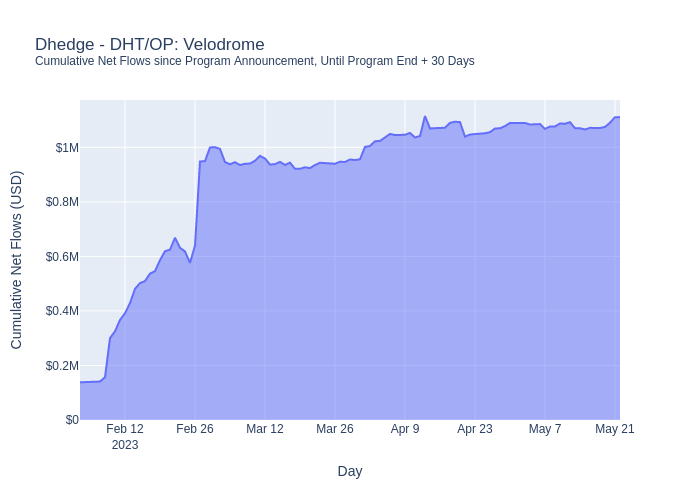 Dhedge - DHT/OP: Velodrome
Cumulative Net Flows since Program Announcement, Until Program End + 30 Days
Cumulative Net Flows (USD)
$1M
$0.8M
$0.6M
$0.4M
$0.2M
$0
Feb 12
2023
Feb 26
Mar 12
Mar 26
Apr 9
Apr 23
May 7
May 21
Day